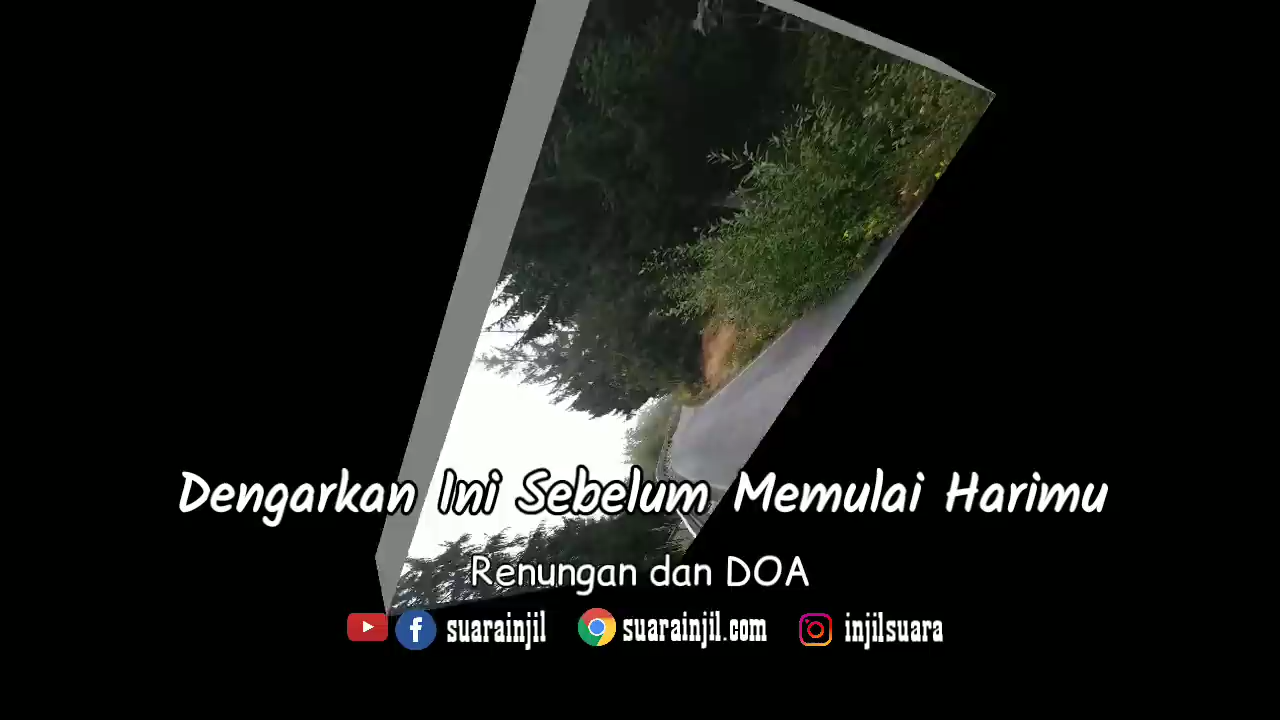 Dengarkan Ini Sebelum Memulai Harimu
Renungan dan DOA
suarainjil suarainjil.com injilsuara